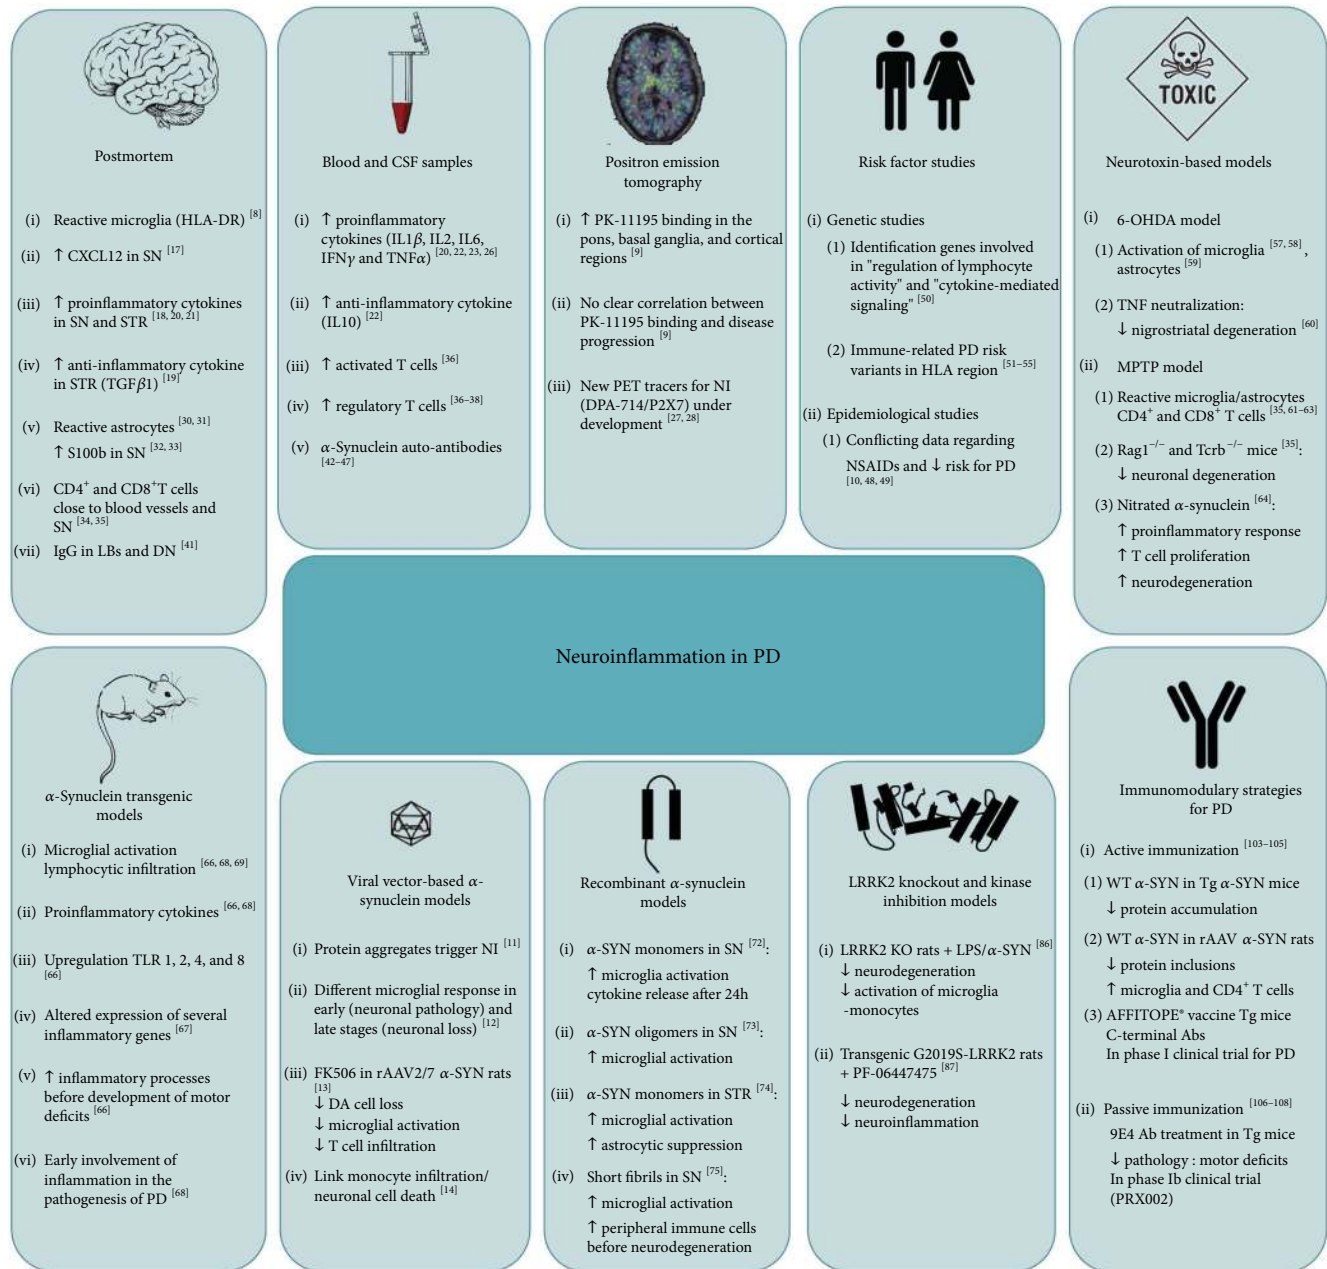 Postmortem
(i) Reactive microglia (HLA-DR) [8]
(ii) ↑ CXCL12 in SN [17]
(iii) ↑ proinflammatory cytokines
in SN and STR [18, 20, 21]
(iv) ↑ anti-inflammatory cytokine
in STR (TGFβ1) [19]
(v) Reactive astrocytes [30, 31]
↑ S100b in SN [32, 33]
(vi) CD4⁺ and CD8⁺T cells
close to blood vessels and
SN [34, 35]
(vii) IgG in LBs and DN [41]
Blood and CSF samples
(i) ↑ proinflammatory
cytokines (IL1β, IL2, IL6,
IFNγ and TNFα) [20, 22, 23, 26]
(ii) ↑ anti-inflammatory cytokine
(IL10) [22]
(iii) ↑ activated T cells [36]
(iv) ↑ regulatory T cells [36–38]
(v) α-Synuclein auto-antibodies
[42–47]
Positron emission
tomography
(i) ↑ PK-11195 binding in the
pons, basal ganglia, and cortical
regions [9]
(ii) No clear correlation between
PK-11195 binding and disease
progression [9]
(iii) New PET tracers for NI
(DPA-714/P2X7) under
development [27, 28]
Risk factor studies
(i) Genetic studies
(1) Identification genes involved
in "regulation of lymphocyte
activity" and "cytokine-mediated
signaling" [50]
(2) Immune-related PD risk
variants in HLA region [51–55]
(ii) Epidemiological studies
(1) Conflicting data regarding
NSAIDs and ↓ risk for PD
[10, 48, 49]
TOXIC
Neurotoxin-based models
(i) 6-OHDA model
(1) Activation of microglia [57, 58],
astrocytes [59]
(2) TNF neutralization:
↓ nigrostriatal degeneration [60]
(ii) MPTP model
(1) Reactive microglia/astrocytes
CD4⁺ and CD8⁺ T cells [35, 61–63]
(2) Rag1⁻/⁻ and Tcrb⁻/⁻ mice [35]:
↓ neuronal degeneration
(3) Nitrated α-synuclein [64]:
↑ proinflammatory response
↑ T cell proliferation
↑ neurodegeneration
Neuroinflammation in PD
α-Synuclein transgenic
models
(i) Microglial activation
lymphocytic infiltration [66, 68, 69]
(ii) Proinflammatory cytokines [66, 68]
(iii) Upregulation TLR 1, 2, 4, and 8
[66]
(iv) Altered expression of several
inflammatory genes [67]
(v) ↑ inflammatory processes
before development of motor
deficits [66]
(vi) Early involvement of
inflammation in the
pathogenesis of PD [68]
Viral vector-based α-
synuclein models
(i) Protein aggregates trigger NI [11]
(ii) Different microglial response in
early (neuronal pathology) and
late stages (neuronal loss) [12]
(iii) FK506 in rAAV2/7 α-SYN rats
[13]
↓ DA cell loss
↓ microglial activation
↓ T cell infiltration
(iv) Link monocyte infiltration/
neuronal cell death [14]
Recombinant α-synuclein
models
(i) α-SYN monomers in SN [72]:
↑ microglia activation
cytokine release after 24h
(ii) α-SYN oligomers in SN [73]:
↑ microglial activation
(iii) α-SYN monomers in STR [74]:
↑ microglial activation
↑ astrocytic suppression
(iv) Short fibrils in SN [75]:
↑ microglial activation
↑ peripheral immune cells
before neurodegeneration
LRRK2 knockout and kinase
inhibition models
(i) LRRK2 KO rats + LPS/α-SYN [86]
↓ neurodegeneration
↓ activation of microglia
-monocytes
(ii) Transgenic G2019S-LRRK2 rats
+ PF-06447475 [87]
↓ neurodegeneration
↓ neuroinflammation
Immunomodulary strategies
for PD
(i) Active immunization [103–105]
(1) WT α-SYN in Tg α-SYN mice
↓ protein accumulation
(2) WT α-SYN in rAAV α-SYN rats
↓ protein inclusions
↑ microglia and CD4⁺ T cells
(3) AFFITOPE® vaccine Tg mice
C-terminal Abs
In phase I clinical trial for PD
(ii) Passive immunization [106–108]
9E4 Ab treatment in Tg mice
↓ pathology : motor deficits
In phase Ib clinical trial
(PRX002)